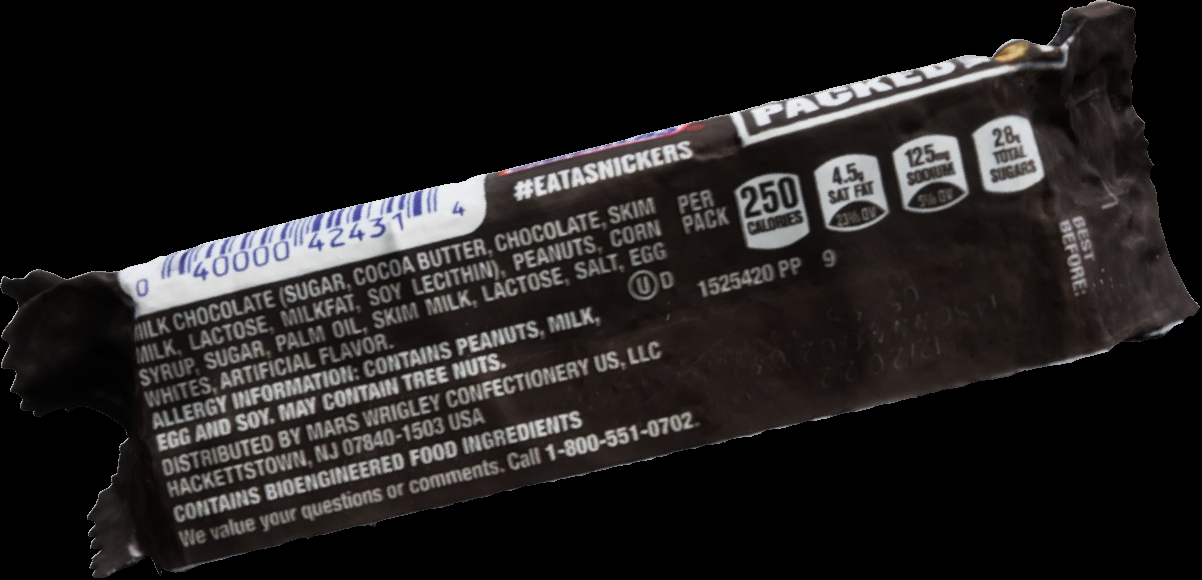 PACKED
#EATASNICKERS
0 40000 42431 4
MILK CHOCOLATE (SUGAR, COCOA BUTTER, CHOCOLATE, SKIM
MILK, LACTOSE, MILKFAT, SOY LECITHIN), PEANUTS, CORN
SYRUP, SUGAR, PALM OIL, SKIM MILK, LACTOSE, SALT, EGG
WHITES, ARTIFICIAL FLAVOR.
ALLERGY INFORMATION: CONTAINS PEANUTS, MILK,
EGG AND SOY. MAY CONTAIN TREE NUTS.
DISTRIBUTED BY MARS WRIGLEY CONFECTIONERY US, LLC
HACKETTSTOWN, NJ 07840-1503 USA
CONTAINS BIOENGINEERED FOOD INGREDIENTS
We value your questions or comments. Call 1-800-551-0702.
U D
PER
PACK
250
CALORIES
4.5g
SAT FAT
23% DV
125mg
SODIUM
5% DV
28g
TOTAL
SUGARS
1525420 PP 9
BEST
BEFORE: